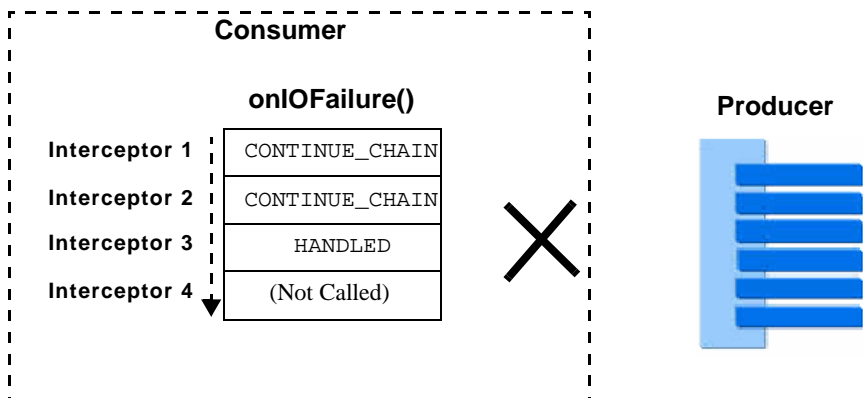 Consumer
onIOFailure()
Producer
Interceptor 1 CONTINUE_CHAIN
Interceptor 2 CONTINUE_CHAIN
Interceptor 3 HANDLED
Interceptor 4 (Not Called)